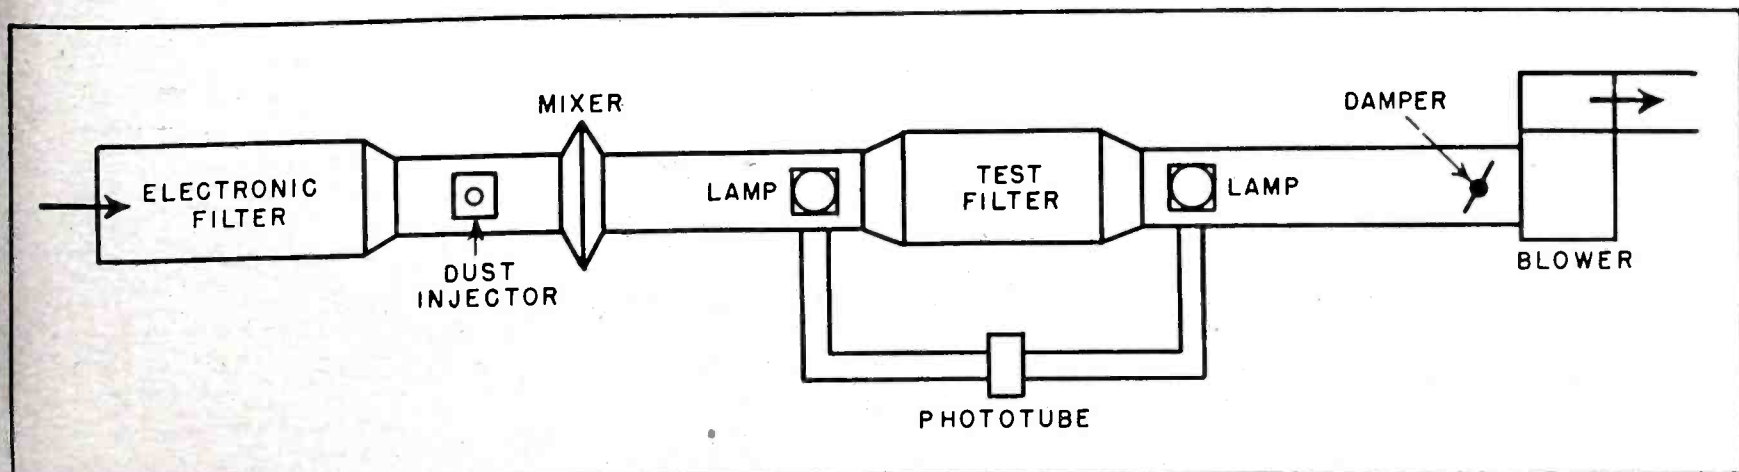 MIXER
DAMPER
ELECTRONIC
FILTER
LAMP
TEST
FILTER
LAMP
BLOWER
DUST
INJECTOR
PHOTOTUBE